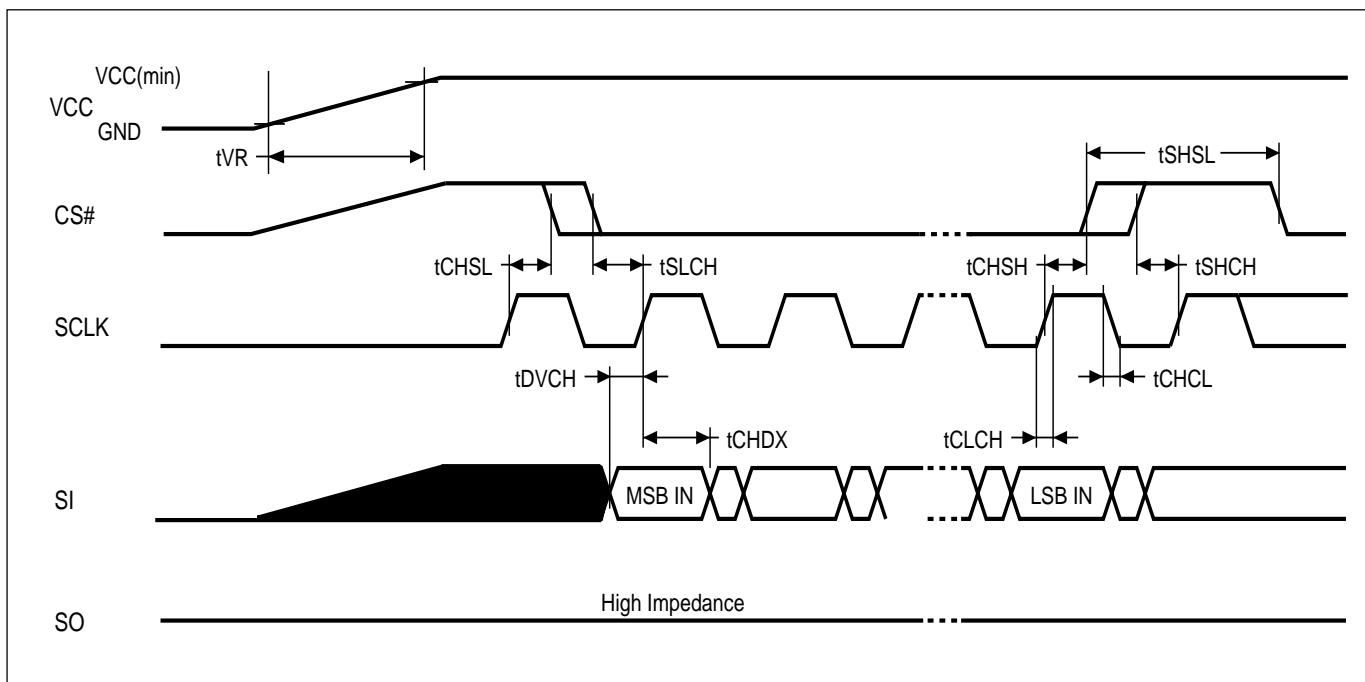 VCC(min)
VCC
GND
tVR
tSHSL
CS#
tCHSL
tSLCH
tCHSH
tSHCH
SCLK
tDVCH
tCHCL
tCHDX
tCLCH
SI
MSB IN
LSB IN
High Impedance
SO